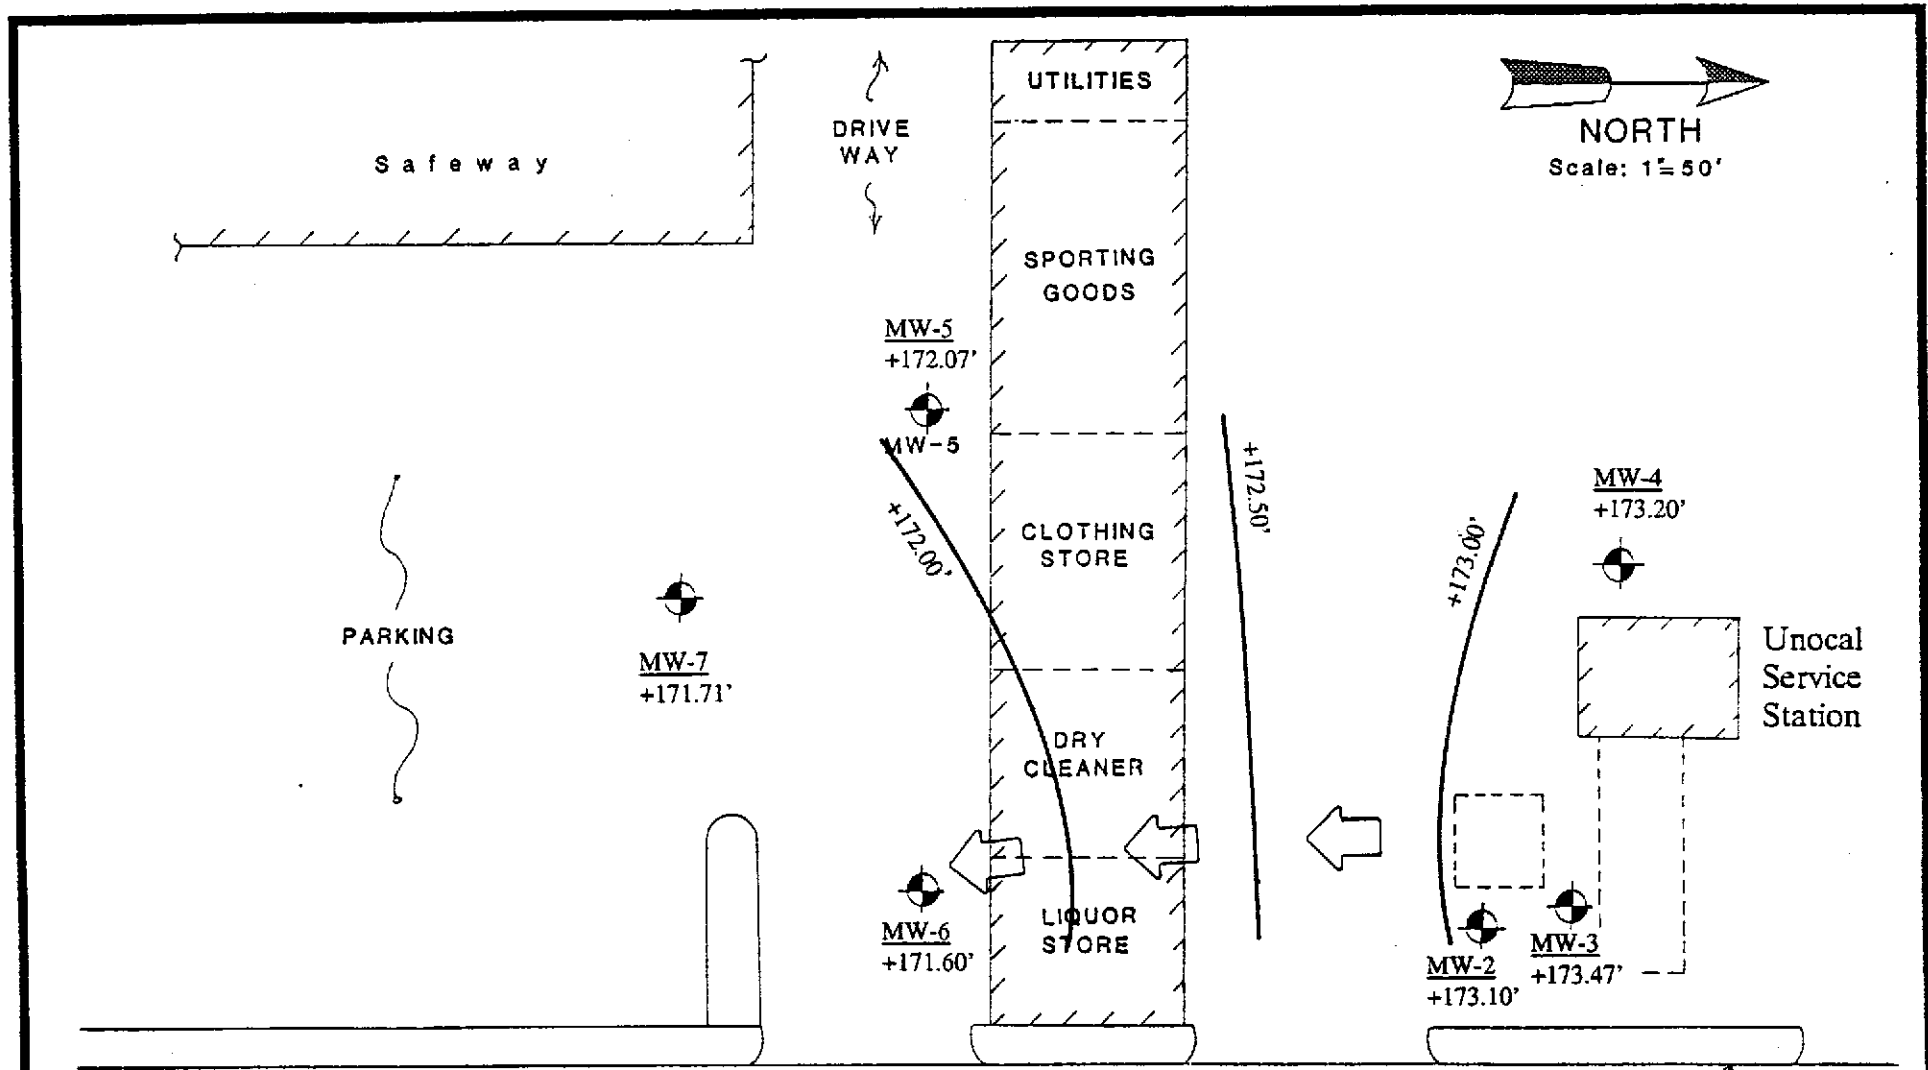 UTILITIES
NORTH
Scale: 1"=50'
DRIVE
WAY
Safeway
SPORTING
GOODS
MW-5
+172.07'
MW-5
+172.00'
+172.50'
+173.00'
MW-4
+173.20'
CLOTHING
STORE
PARKING
MW-7
+171.71'
Unocal
Service
Station
DRY
CLEANER
LIQUOR
STORE
MW-6
+171.60'
MW-2
+173.10'
MW-3
+173.47'